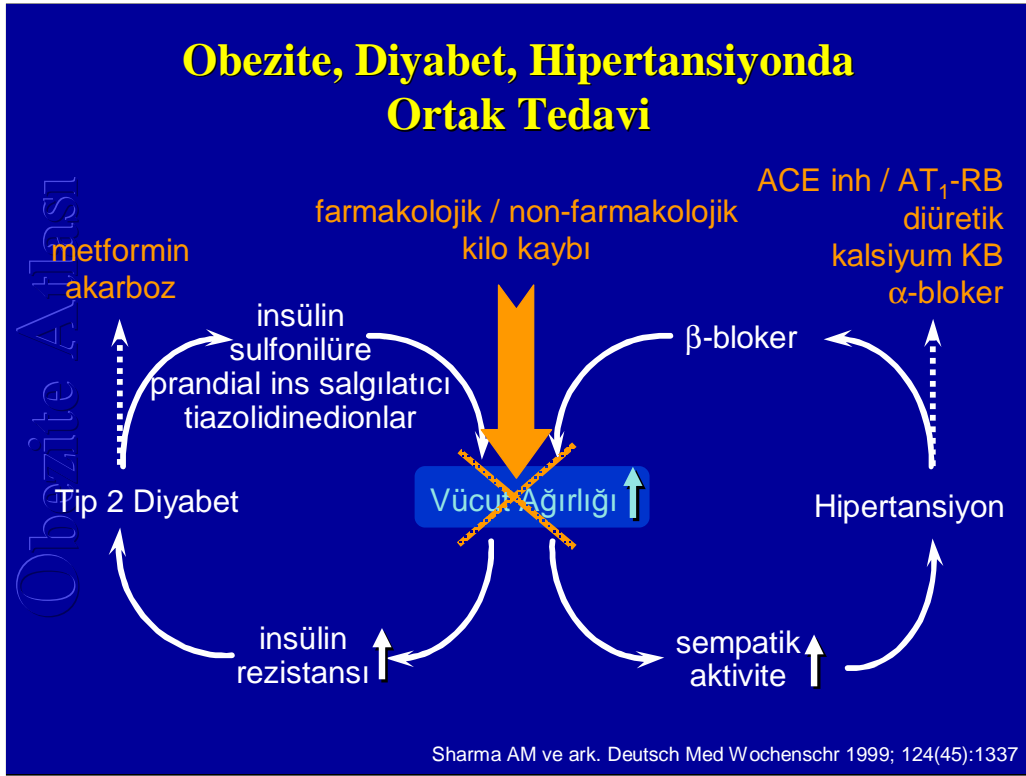 Obezite, Diyabet, Hipertansiyonda
Ortak Tedavi
Obezite Atlası
metformin
akarboz
farmakolojik / non-farmakolojik
kilo kaybı
ACE inh / AT₁-RB
diüretik
kalsiyum KB
α-bloker
insülin
sulfonilüre
prandial ins salgılatıcı
tiazolidinedionlar
β-bloker
Tip 2 Diyabet
Vücut Ağırlığı
Hipertansiyon
insülin
rezistansı
sempatik
aktivite
Sharma AM ve ark. Deutsch Med Wochenschr 1999; 124(45):1337